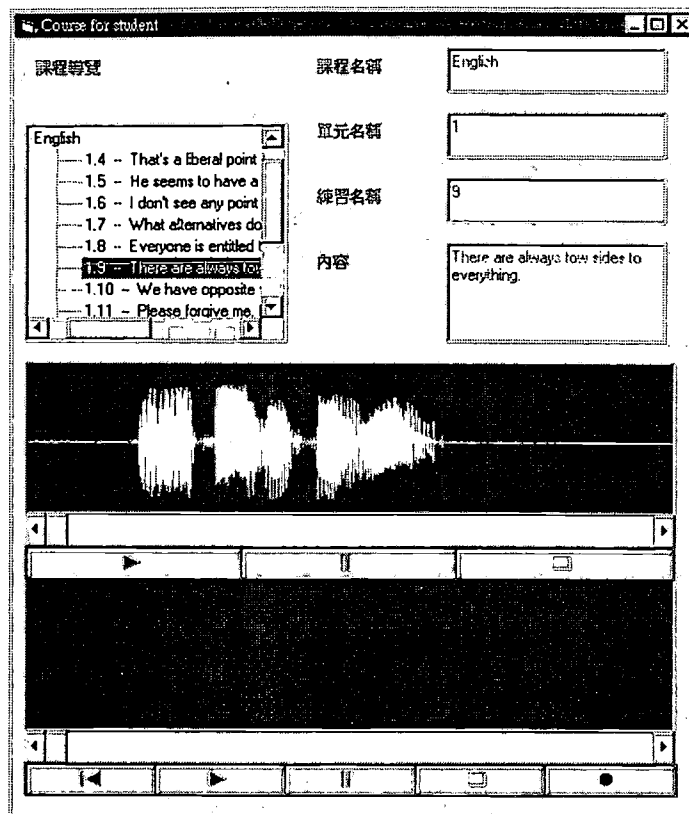 Course for student
課程導覽
課程名稱
English
單元名稱
1
練習名稱
9
內容
There are always tow sides to
everything.
English
1.4 -- That's a liberal point
1.5 -- He seems to have a
1.6 -- I don't see any point
1.7 -- What alternatives do
1.8 -- Everyone is entitled
1.9 -- There are always tow
1.10 -- We have opposite
1.11 -- Please forgive me,